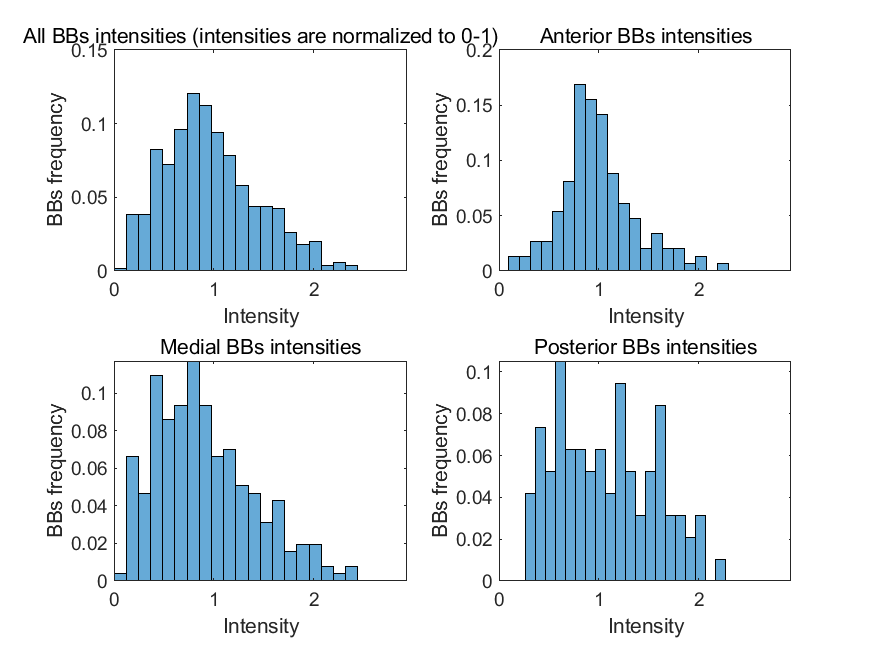 All BBs intensities (intensities are normalized to 0-1)
0.15
0.1
0.05
0
BBs frequency
0 1 2
Intensity
Anterior BBs intensities
0.2
0.15
0.1
0.05
0
BBs frequency
0 1 2
Intensity
Medial BBs intensities
0.1
0.08
0.06
0.04
0.02
0
BBs frequency
0 1 2
Intensity
Posterior BBs intensities
0.1
0.08
0.06
0.04
0.02
0
BBs frequency
0 1 2
Intensity